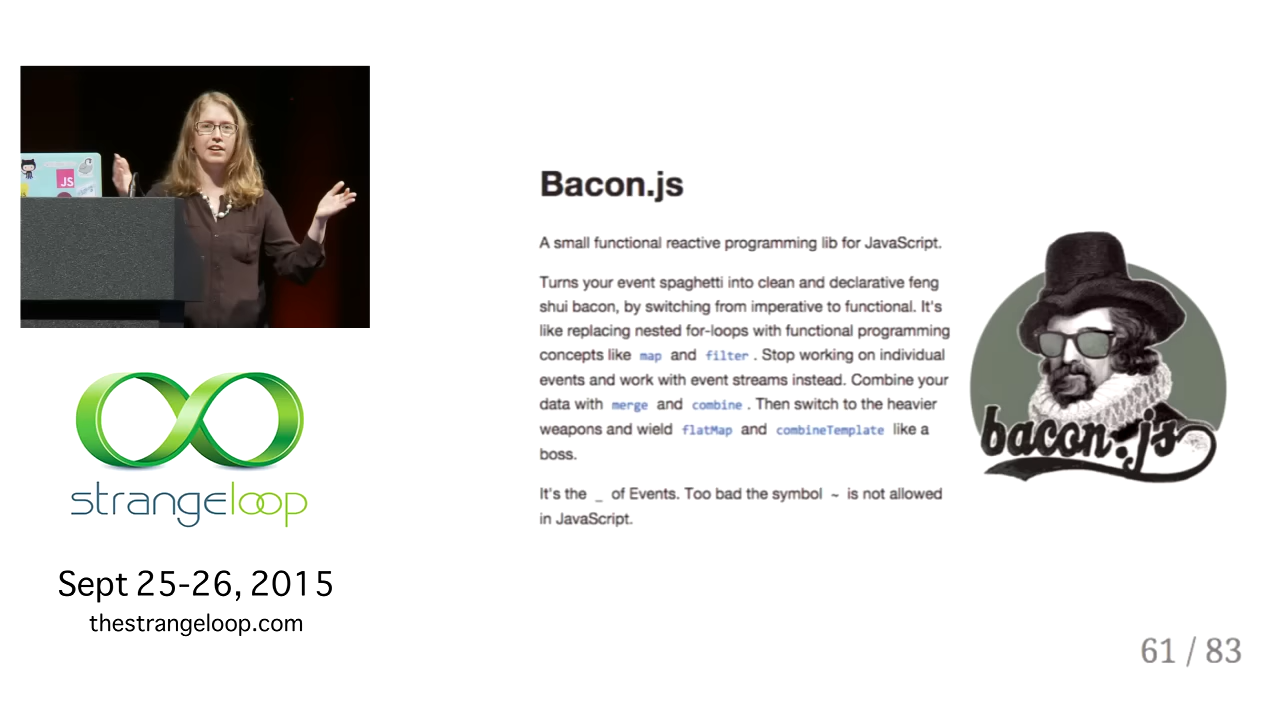 JS
strangeloop
Sept 25-26, 2015
thestrangeloop.com
Bacon.js
A small functional reactive programming lib for JavaScript.
Turns your event spaghetti into clean and declarative feng
shui bacon, by switching from imperative to functional. It's
like replacing nested for-loops with functional programming
concepts like map and filter . Stop working on individual
events and work with event streams instead. Combine your
data with merge and combine . Then switch to the heavier
weapons and wield flatMap and combineTemplate like a
boss.
It's the _ of Events. Too bad the symbol ~ is not allowed
in JavaScript.
bacon.js
61 / 83